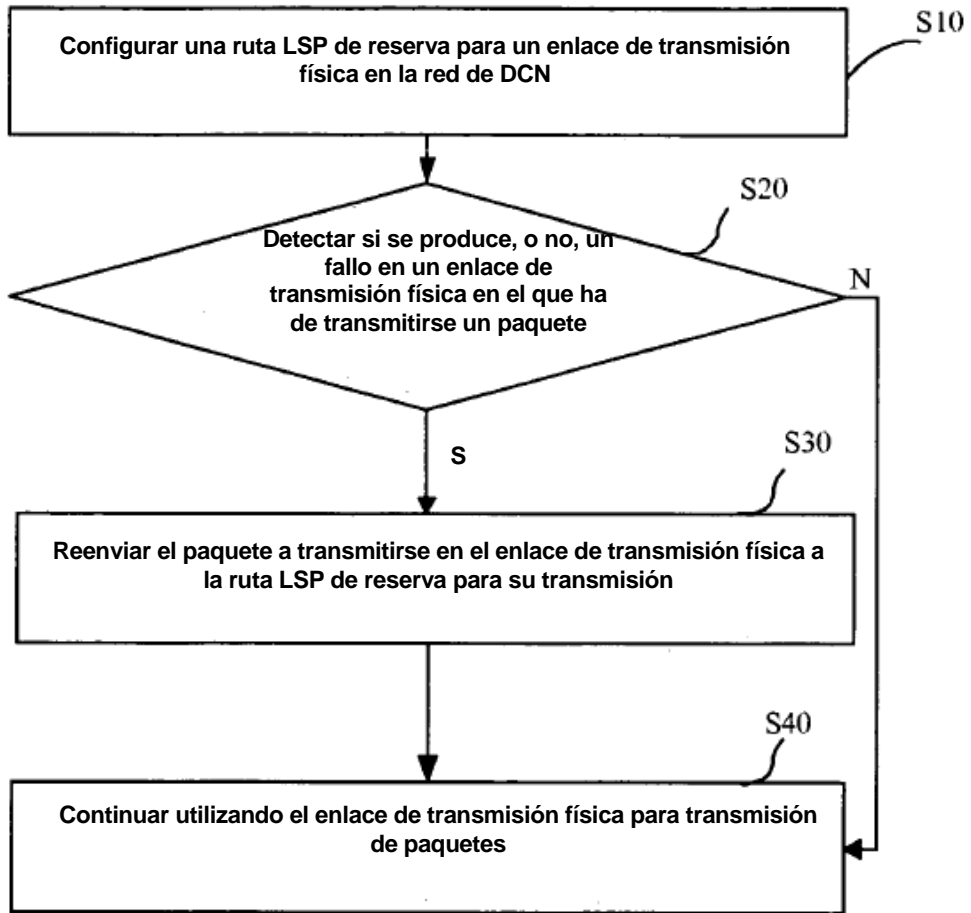 S10
Configurar una ruta LSP de reserva para un enlace de transmisión
física en la red de DCN
S20
Detectar si se produce, o no, un
fallo en un enlace de
transmisión física en el que ha
de transmitirse un paquete
N
S
S30
Reenviar el paquete a transmitirse en el enlace de transmisión física a
la ruta LSP de reserva para su transmisión
S40
Continuar utilizando el enlace de transmisión física para transmisión
de paquetes